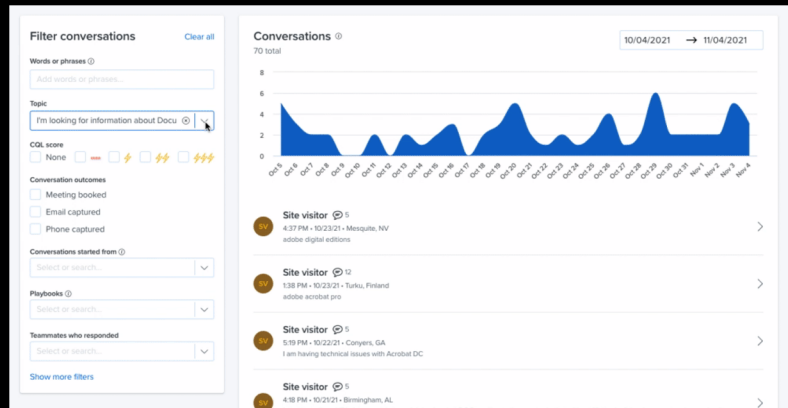 Filter conversations
Clear all
Words or phrases
Add words or phrases...
Topic
I'm looking for information about Docu
CQL score
None
Conversation outcomes
Meeting booked
Email captured
Phone captured
Conversations started from
Select or search...
Playbooks
Select or search...
Teammates who responded
Select or search...
Show more filters
Conversations
70 total
10/04/2021 → 11/04/2021
8
6
4
2
0
Oct 5 Oct 6 Oct 7 Oct 8 Oct 9 Oct 10 Oct 11 Oct 12 Oct 13 Oct 14 Oct 15 Oct 16 Oct 17 Oct 18 Oct 19 Oct 20 Oct 21 Oct 22 Oct 23 Oct 24 Oct 25 Oct 26 Oct 27 Oct 28 Oct 29 Oct 30 Oct 31 Nov 1 Nov 2 Nov 3 Nov 4
SV
Site visitor 5
4:37 PM • 10/23/21 • Mesquite, NV
adobe digital editions
SV
Site visitor 12
1:38 PM • 10/23/21 • Turku, Finland
adobe acrobat pro
SV
Site visitor 5
5:19 PM • 10/22/21 • Conyers, GA
I am having technical issues with Acrobat DC
SV
Site visitor 5
4:18 PM • 10/21/21 • Birmingham, AL